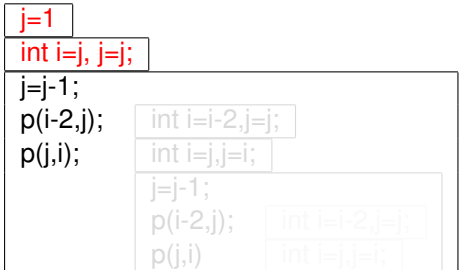 j=1
int i=j, j=j;
j=j-1;
p(i-2,j); int i=i-2,j=j;
p(j,i); int i=j,j=i;
j=j-1;
p(i-2,j); int i=i-2,j=j;
p(j,i) int i=j,j=i;